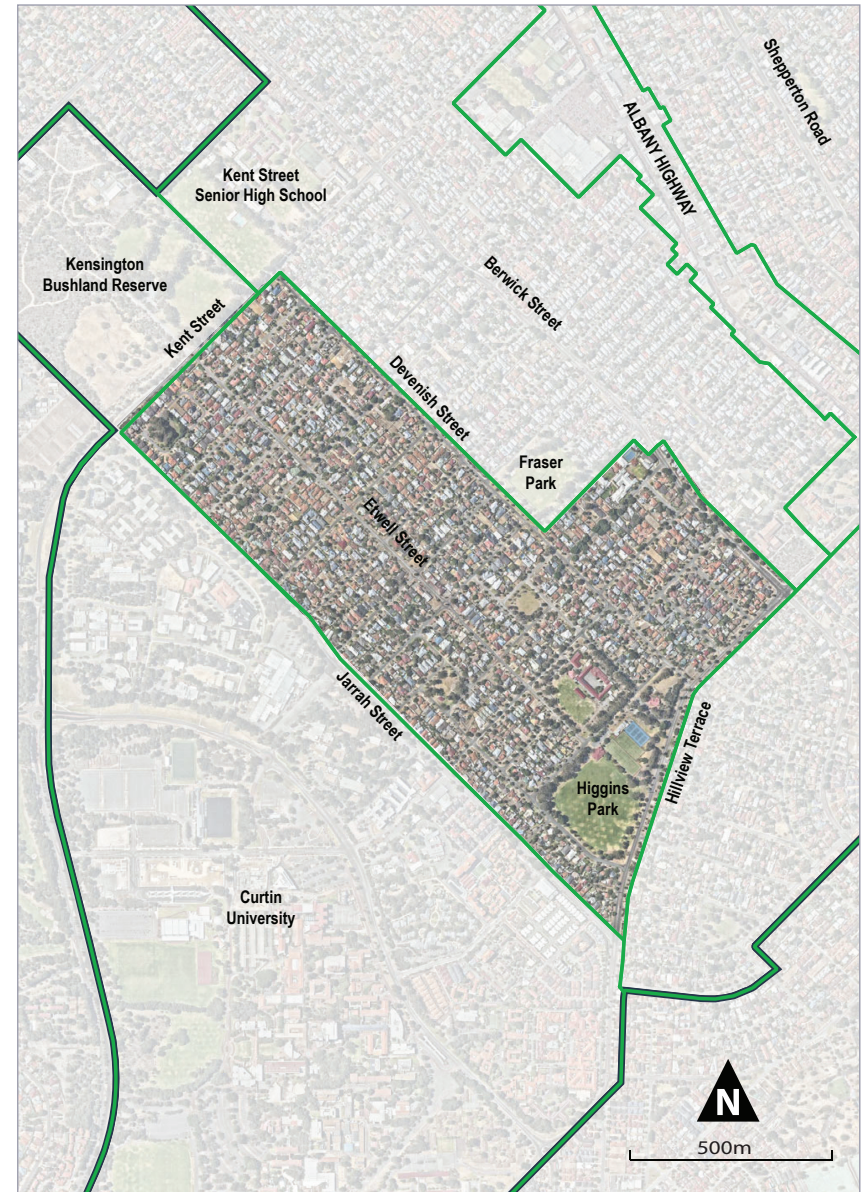 Shepperton Road
ALBANY HIGHWAY
Kent Street
Senior High School
Kensington
Bushland Reserve
Berwick Street
Kent Street
Devenish Street
Fraser
Park
Etwell Street
Jarrah Street
Hillview Terrace
Higgins
Park
Curtin
University
N
500m